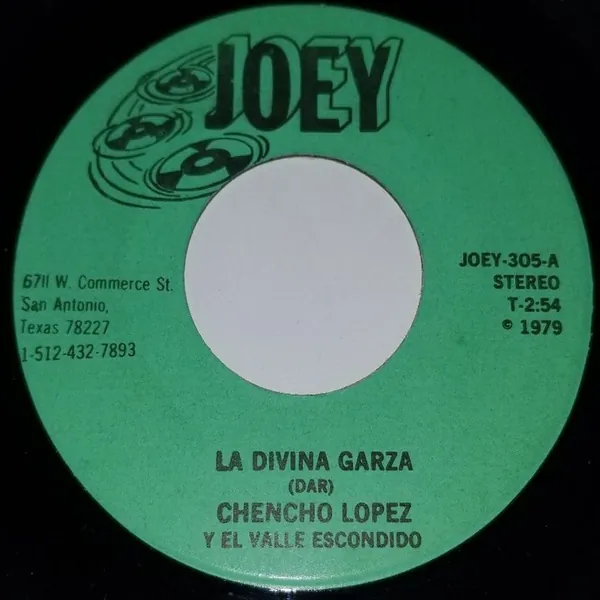 JOEY
6711 W. Commerce St.
San Antonio,
Texas 78227
1-512-432-7893
JOEY-305-A
STEREO
T-2:54
© 1979
LA DIVINA GARZA
(DAR)
CHENCHO LOPEZ
Y EL VALLE ESCONDIDO